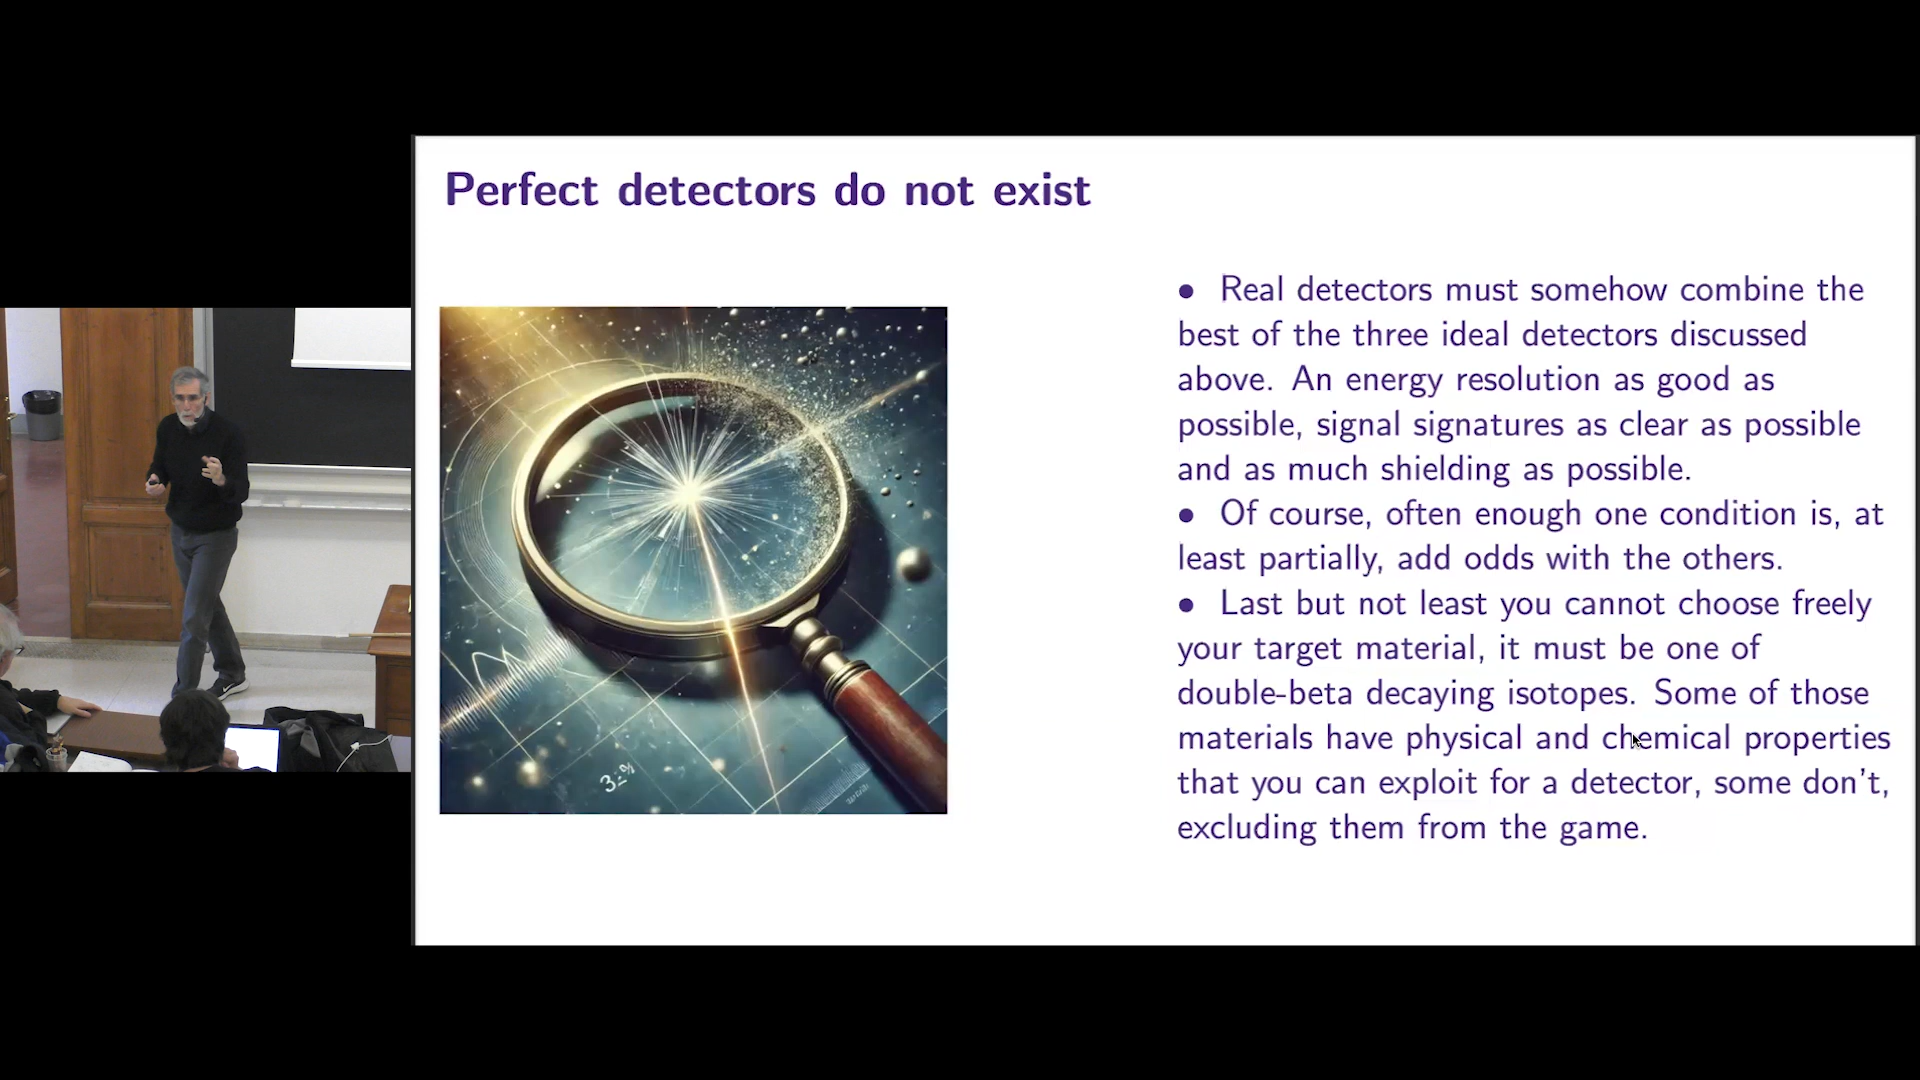 Perfect detectors do not exist
• Real detectors must somehow combine the
best of the three ideal detectors discussed
above. An energy resolution as good as
possible, signal signatures as clear as possible
and as much shielding as possible.
• Of course, often enough one condition is, at
least partially, add odds with the others.
• Last but not least you cannot choose freely
your target material, it must be one of
double-beta decaying isotopes. Some of those
materials have physical and chemical properties
that you can exploit for a detector, some don't,
excluding them from the game.